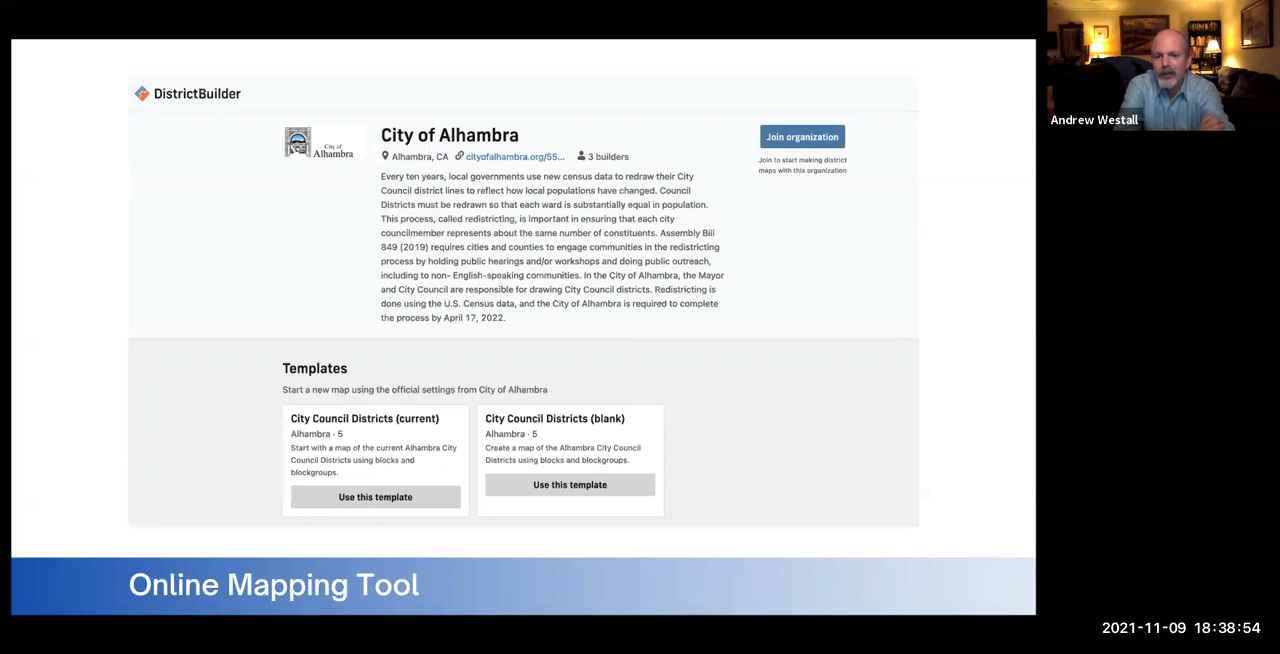 DistrictBuilder
City of
Alhambra
City of Alhambra
Alhambra, CA cityofalhambra.org/55... 3 builders
Every ten years, local governments use new census data to redraw their City
Council district lines to reflect how local populations have changed. Council
Districts must be redrawn so that each ward is substantially equal in population.
This process, called redistricting, is important in ensuring that each city
councilmember represents about the same number of constituents. Assembly Bill
849 (2019) requires cities and counties to engage communities in the redistricting
process by holding public hearings and/or workshops and doing public outreach,
including to non- English-speaking communities. In the City of Alhambra, the Mayor
and City Council are responsible for drawing City Council districts. Redistricting is
done using the U.S. Census data, and the City of Alhambra is required to complete
the process by April 17, 2022.
Join organization
Join to start making district
maps with this organization
Templates
Start a new map using the official settings from City of Alhambra
City Council Districts (current)
Alhambra · 5
Start with a map of the current Alhambra City
Council Districts using blocks and
blockgroups.
Use this template
City Council Districts (blank)
Alhambra · 5
Create a map of the Alhambra City Council
Districts using blocks and blockgroups.
Use this template
Online Mapping Tool
Andrew Westall
2021-11-09 18:38:54